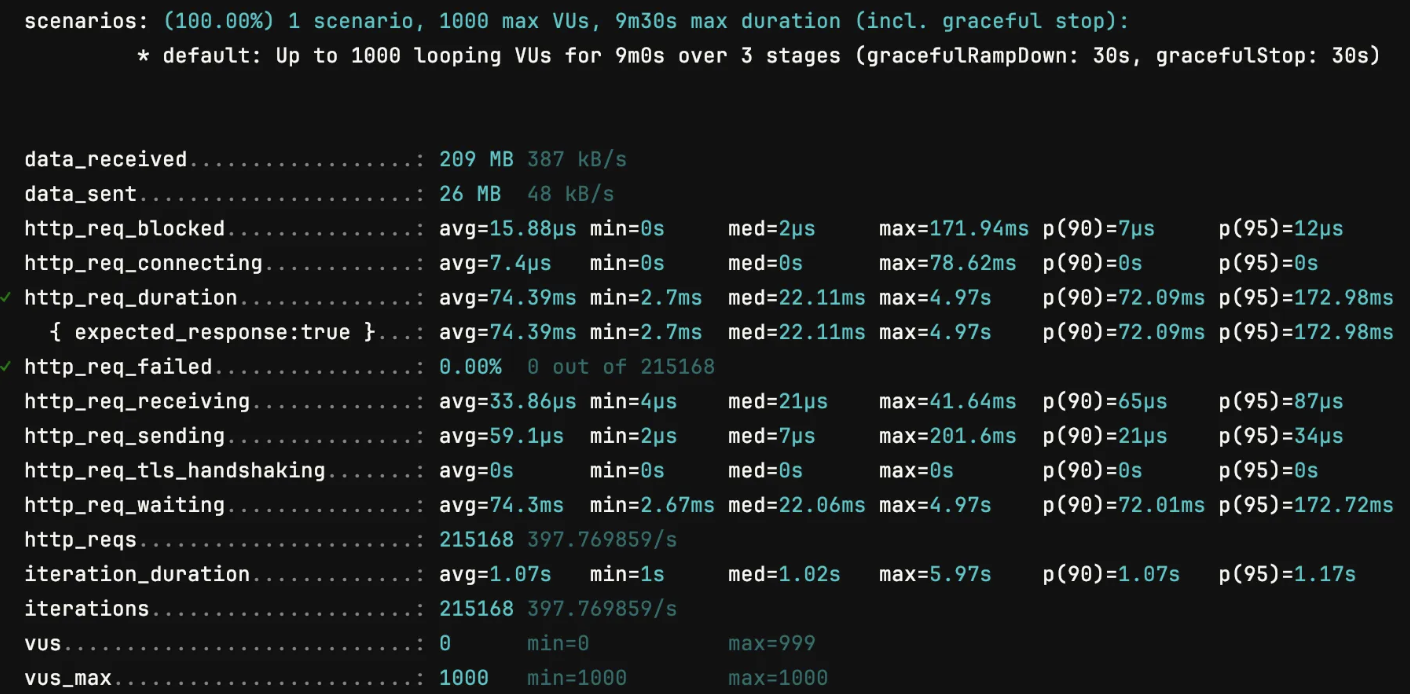 scenarios: (100.00%) 1 scenario, 1000 max VUs, 9m30s max duration (incl. graceful stop):
* default: Up to 1000 looping VUs for 9m0s over 3 stages (gracefulRampDown: 30s, gracefulStop: 30s)
data_received..................: 209 MB 387 kB/s
data_sent......................: 26 MB 48 kB/s
http_req_blocked...............: avg=15.88µs min=0s med=2µs max=171.94ms p(90)=7µs p(95)=12µs
http_req_connecting............: avg=7.4µs min=0s med=0s max=78.62ms p(90)=0s p(95)=0s
✓ http_req_duration..............: avg=74.39ms min=2.7ms med=22.11ms max=4.97s p(90)=72.09ms p(95)=172.98ms
{ expected_response:true }...: avg=74.39ms min=2.7ms med=22.11ms max=4.97s p(90)=72.09ms p(95)=172.98ms
✓ http_req_failed................: 0.00% 0 out of 215168
http_req_receiving.............: avg=33.86µs min=4µs med=21µs max=41.64ms p(90)=65µs p(95)=87µs
http_req_sending...............: avg=59.1µs min=2µs med=7µs max=201.6ms p(90)=21µs p(95)=34µs
http_req_tls_handshaking.......: avg=0s min=0s med=0s max=0s p(90)=0s p(95)=0s
http_req_waiting...............: avg=74.3ms min=2.67ms med=22.06ms max=4.97s p(90)=72.01ms p(95)=172.72ms
http_reqs......................: 215168 397.769859/s
iteration_duration.............: avg=1.07s min=1s med=1.02s max=5.97s p(90)=1.07s p(95)=1.17s
iterations.....................: 215168 397.769859/s
vus............................: 0 min=0 max=999
vus_max........................: 1000 min=1000 max=1000